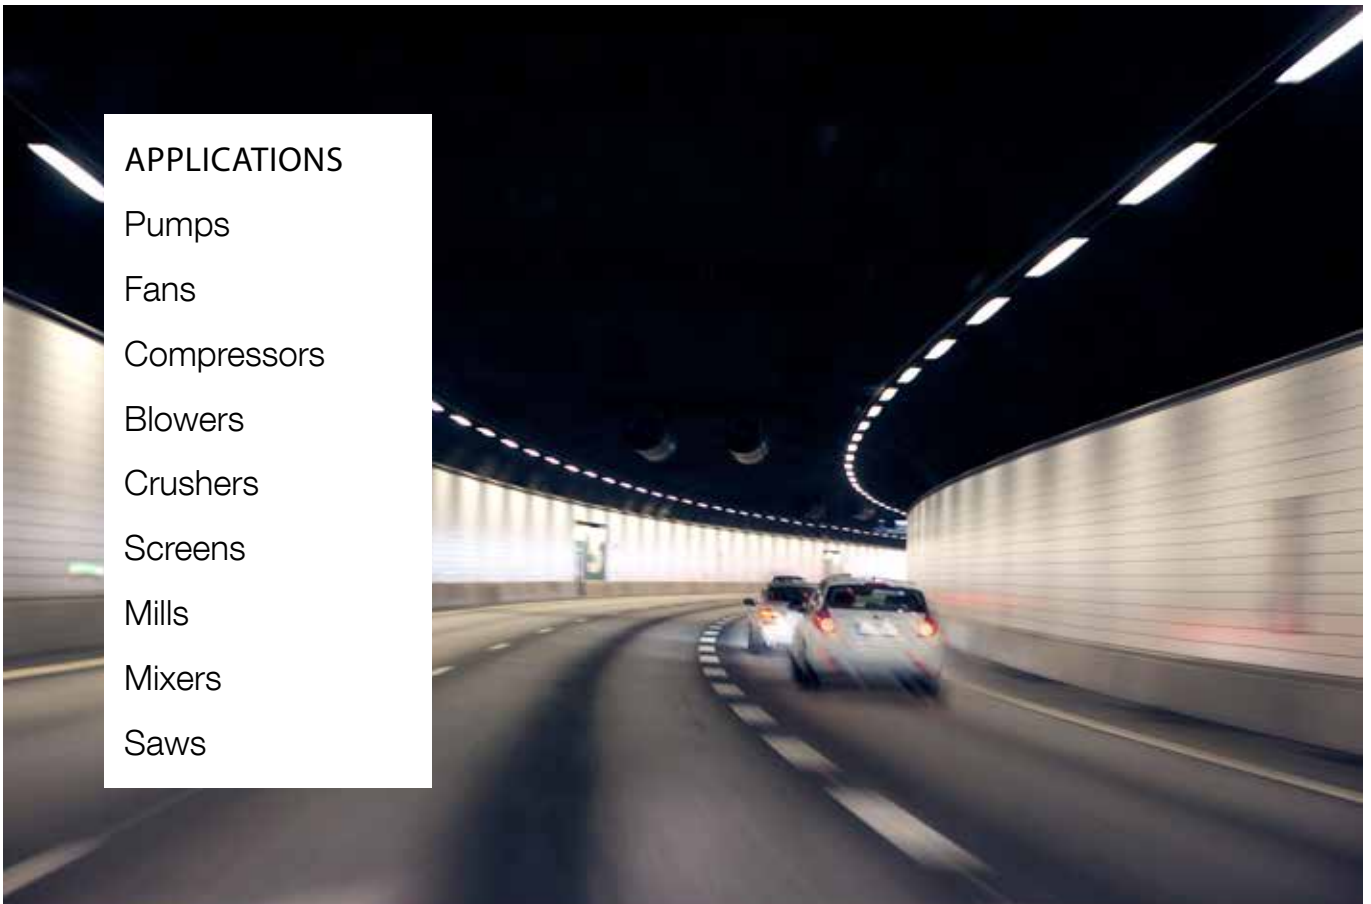 APPLICATIONS
Pumps
Fans
Compressors
Blowers
Crushers
Screens
Mills
Mixers
Saws